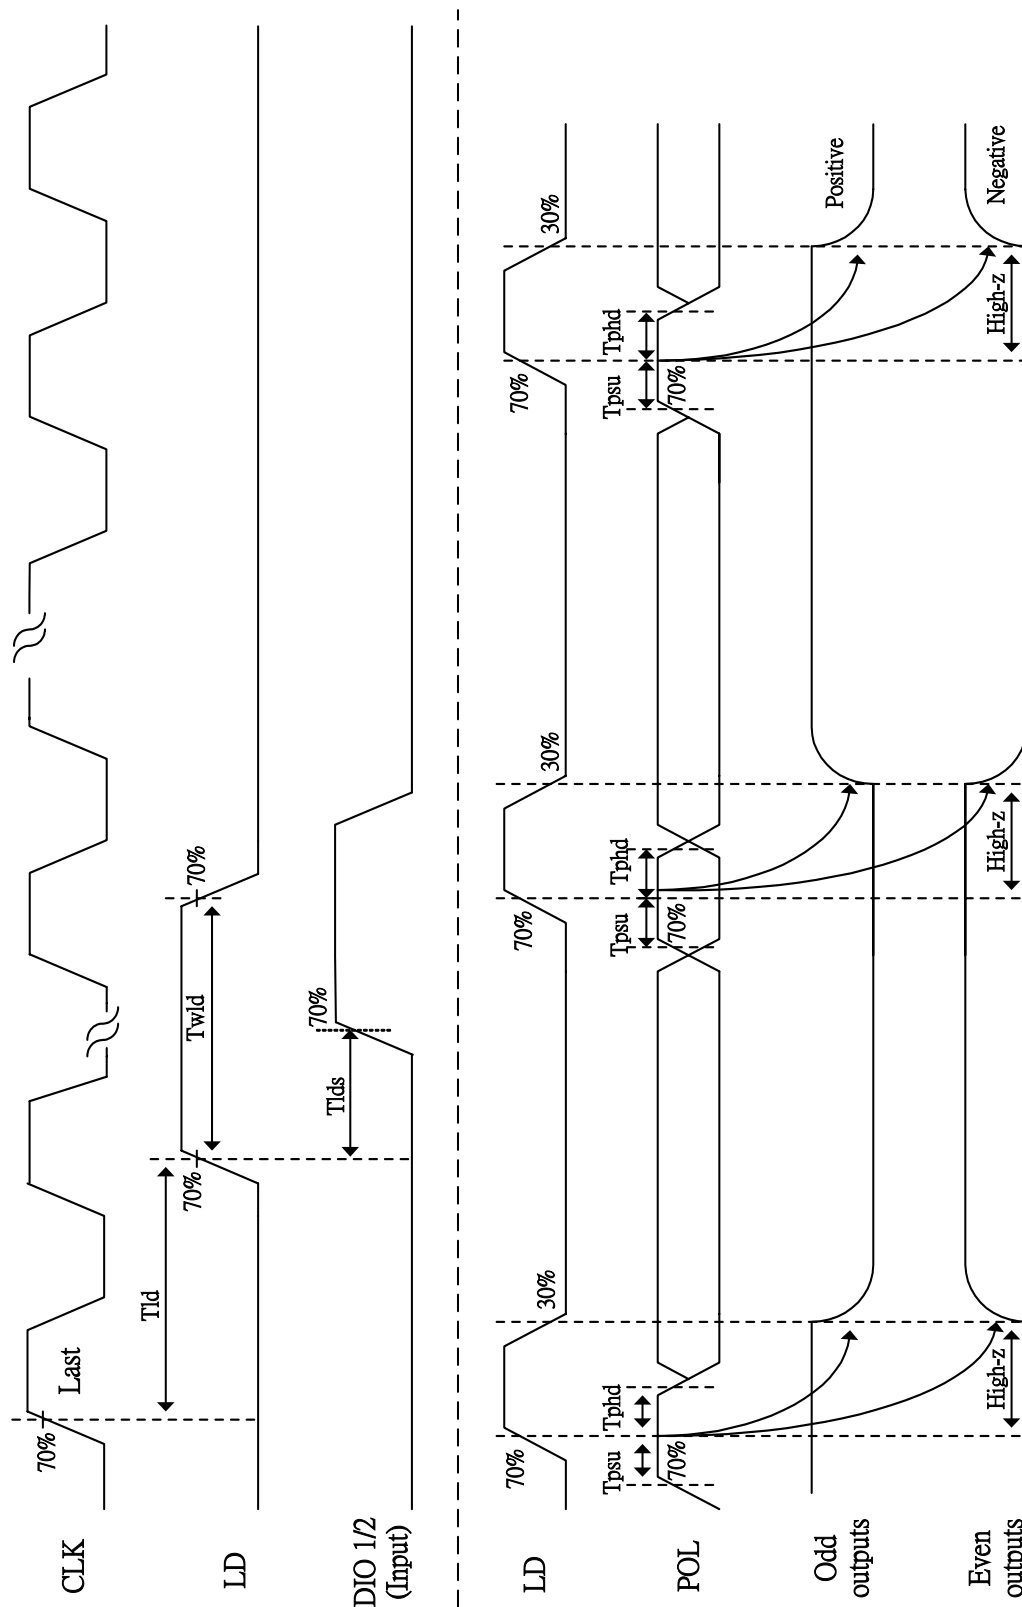 CLK
70%
Last
Tld
LD
70%
Twld
70%
DIO 1/2
(Input)
Tlds
70%
LD
70%
30%
70%
30%
70%
30%
POL
Tpsu
Tphd
70%
Tpsu
Tphd
70%
Tpsu
Tphd
70%
Odd
outputs
Positive
Even
outputs
High-z
High-z
High-z
Negative